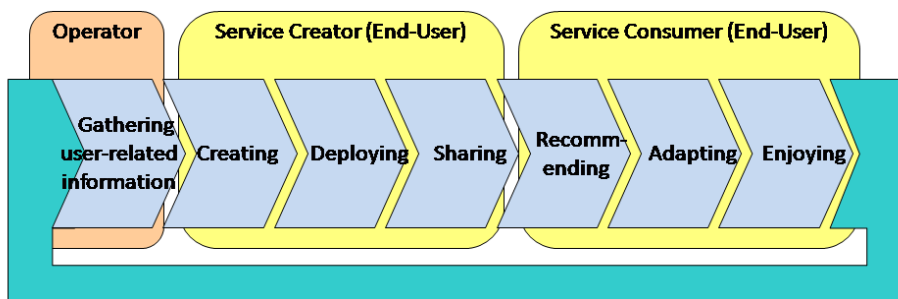 Operator
Service Creator (End-User)
Service Consumer (End-User)
Gathering
user-related
information
Creating
Deploying
Sharing
Recomm-
ending
Adapting
Enjoying